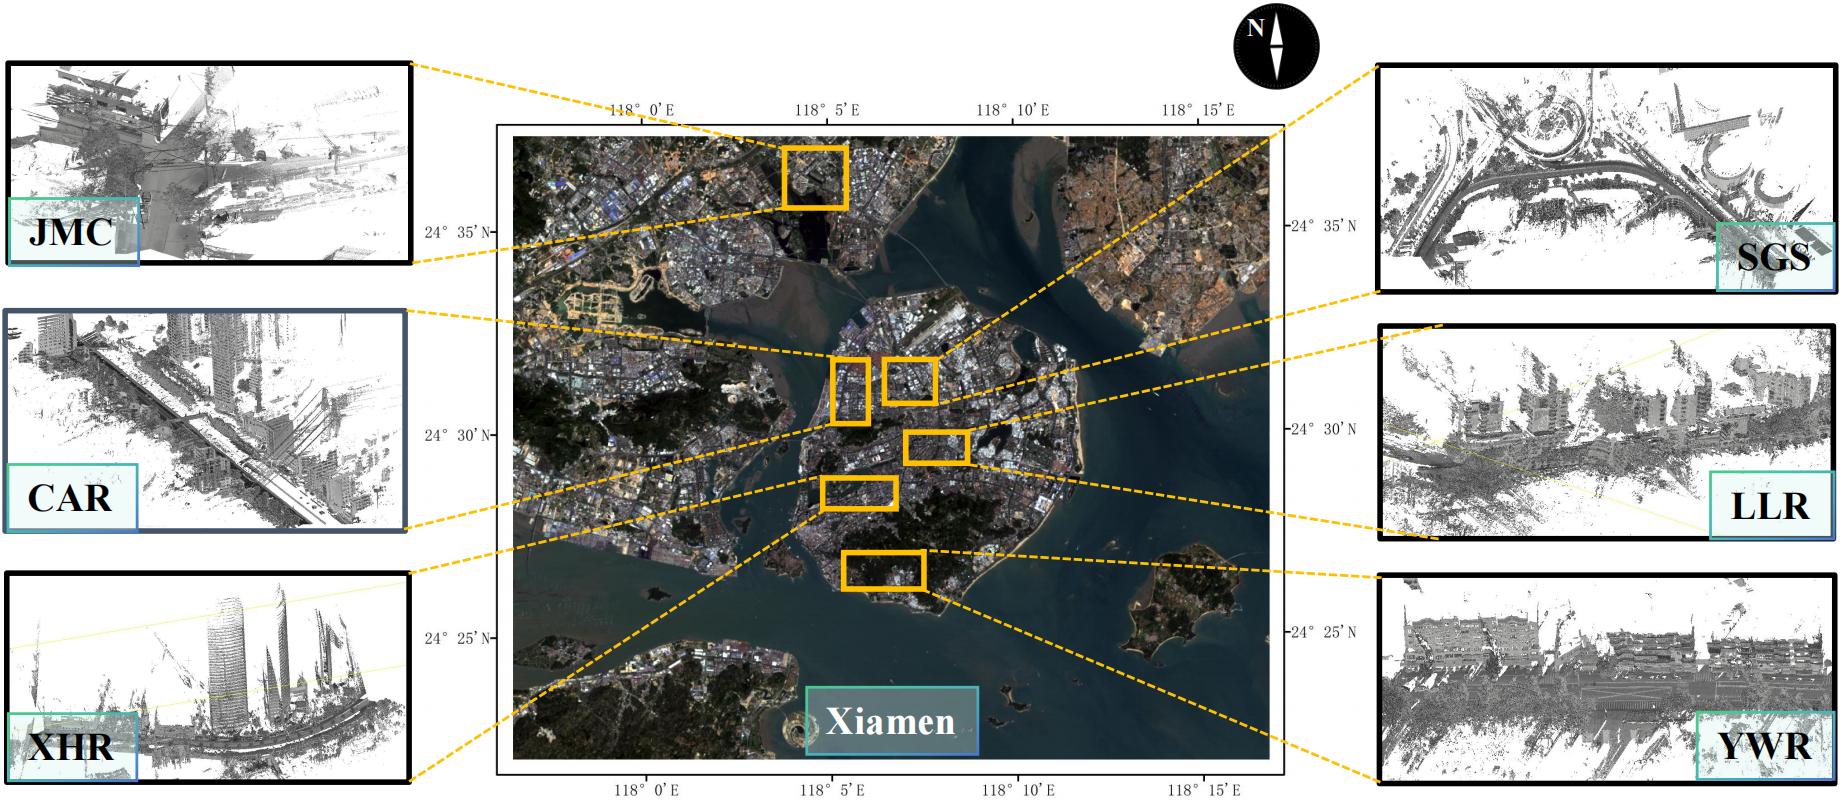 N
118° 0′ E
118° 5′ E
118° 10′ E
118° 15′ E
JMC
24° 35′ N
24° 35′ N
SGS
CAR
24° 30′ N
24° 30′ N
LLR
XHR
24° 25′ N
24° 25′ N
Xiamen
YWR
118° 0′ E
118° 5′ E
118° 10′ E
118° 15′ E